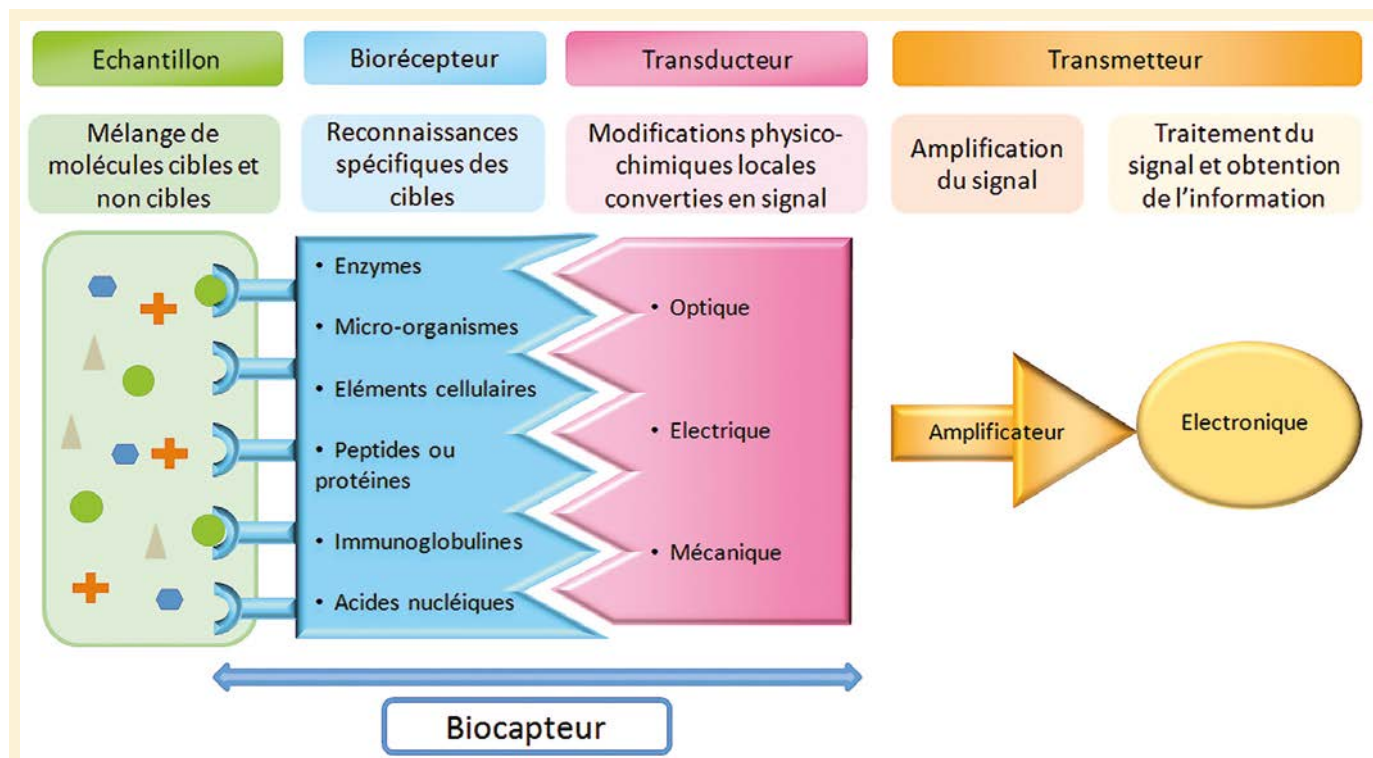 Echantillon
Biorécepteur
Transducteur
Transmetteur
Mélange de
molécules cibles et
non cibles
Reconnaissances
spécifiques des
cibles
Modifications physico-
chimiques locales
converties en signal
Amplification
du signal
Traitement du
signal et obtention
de l'information
• Enzymes
• Micro-organismes
• Eléments cellulaires
• Peptides ou
protéines
• Immunoglobulines
• Acides nucléiques
• Optique
• Electrique
• Mécanique
Amplificateur
Electronique
Biocapteur